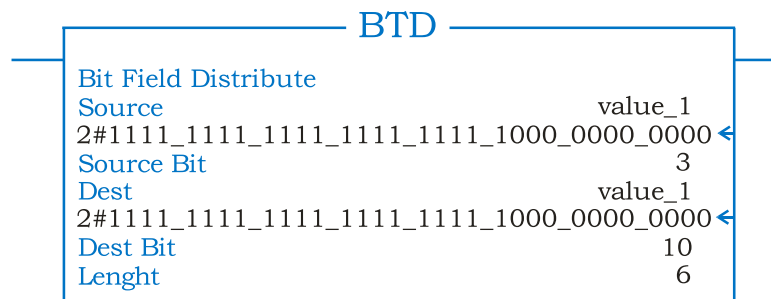 BTD
Bit Field Distribute
Source value_1
2#1111_1111_1111_1111_1111_1000_0000_0000
Source Bit 3
Dest value_1
2#1111_1111_1111_1111_1111_1000_0000_0000
Dest Bit 10
Lenght 6